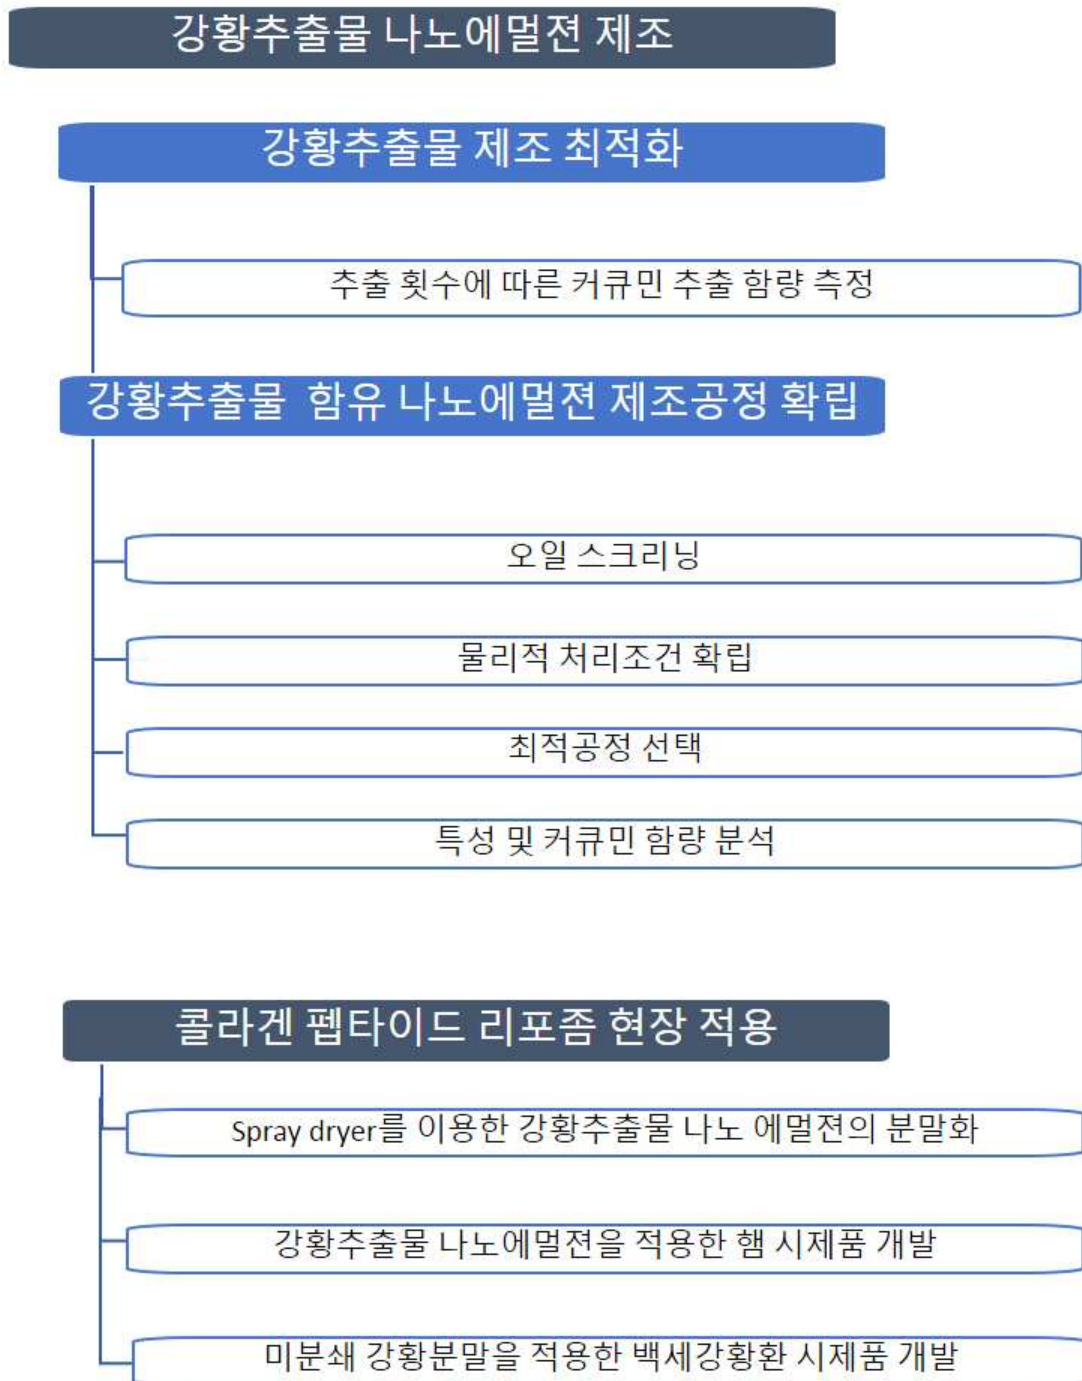 강황추출물 나노에멀젼 제조
강황추출물 제조 최적화
추출 횟수에 따른 커큐민 추출 함량 측정
강황추출물 함유 나노에멀젼 제조공정 확립
오일 스크리닝
물리적 처리조건 확립
최적공정 선택
특성 및 커큐민 함량 분석
콜라겐 펩타이드 리포좀 현장 적용
Spray dryer를 이용한 강황추출물 나노 에멀젼의 분말화
강황추출물 나노에멀젼을 적용한 햄 시제품 개발
미분쇄 강황분말을 적용한 백세강황환 시제품 개발